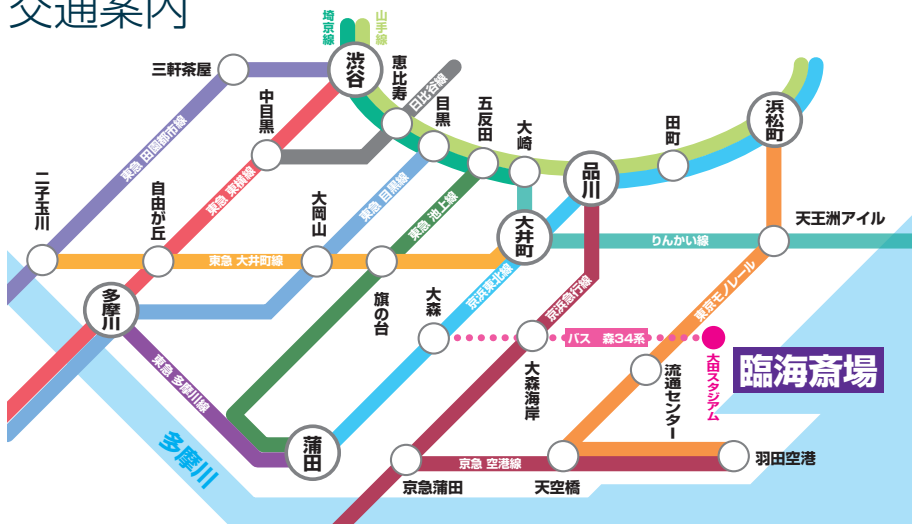 交通案内
埼京線
山手線
渋谷
三軒茶屋
恵比寿
日比谷線
中目黒
目黒
五反田
大崎
品川
田町
浜松町
東急 田園都市線
東急 東横線
東急 目黒線
東急 池上線
二子玉川
自由が丘
大岡山
大井町
天王洲アイル
東急 大井町線
りんかい線
旗の台
大森
京浜東北線
京浜急行線
東京モノレール
多摩川
バス 森34系
大田スタジアム
臨海斎場
東急 多摩川線
大森海岸
流通センター
多摩川
蒲田
京急蒲田
京急 空港線
天空橋
羽田空港